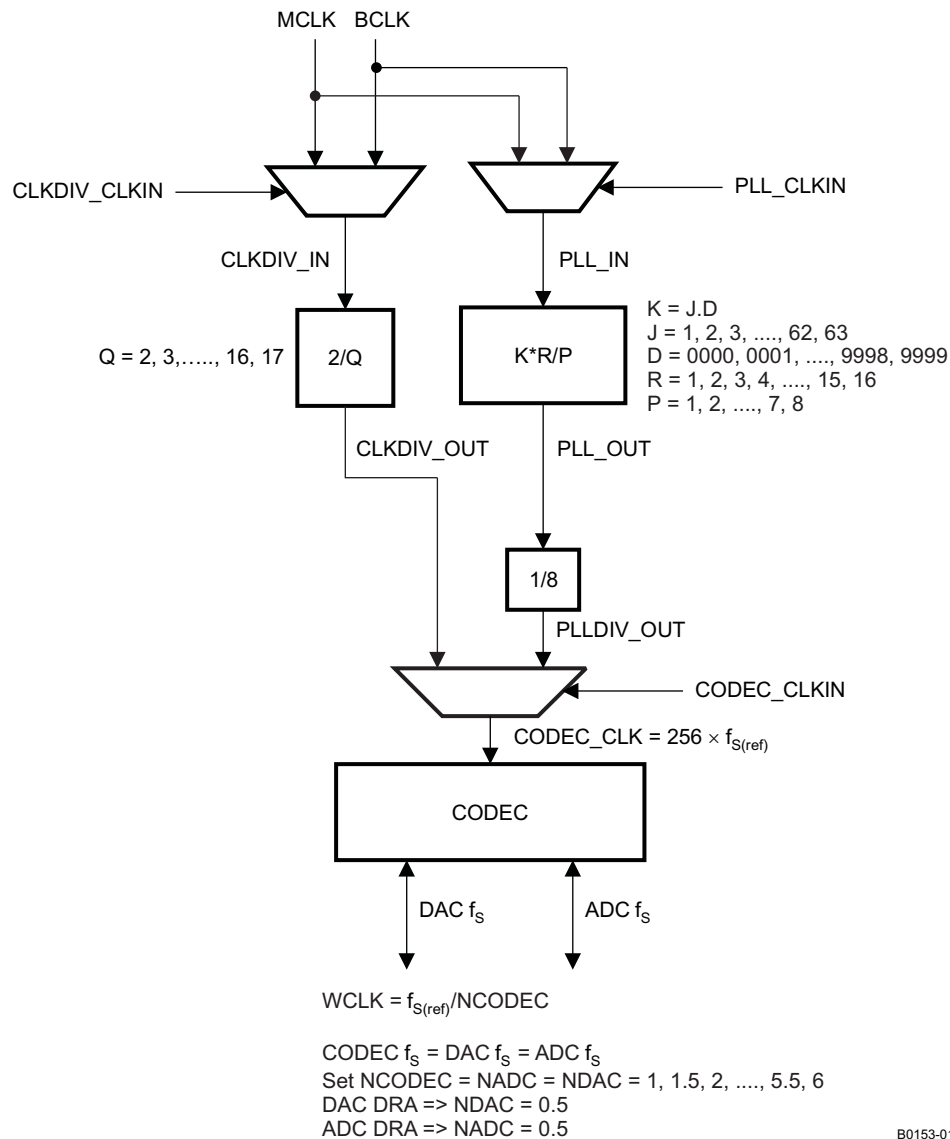 MCLK BCLK
CLKDIV_CLKIN
PLL_CLKIN
CLKDIV_IN
PLL_IN
Q = 2, 3,….., 16, 17
2/Q
K*R/P
K = J.D
J = 1, 2, 3, ...., 62, 63
D = 0000, 0001, ...., 9998, 9999
R = 1, 2, 3, 4, ...., 15, 16
P = 1, 2, ...., 7, 8
CLKDIV_OUT
PLL_OUT
1/8
PLLDIV_OUT
CODEC_CLKIN
CODEC_CLK = 256 × fS(ref)
CODEC
DAC fS
ADC fS
WCLK = fS(ref)/NCODEC
CODEC fS = DAC fS = ADC fS
Set NCODEC = NADC = NDAC = 1, 1.5, 2, ...., 5.5, 6
DAC DRA => NDAC = 0.5
ADC DRA => NADC = 0.5